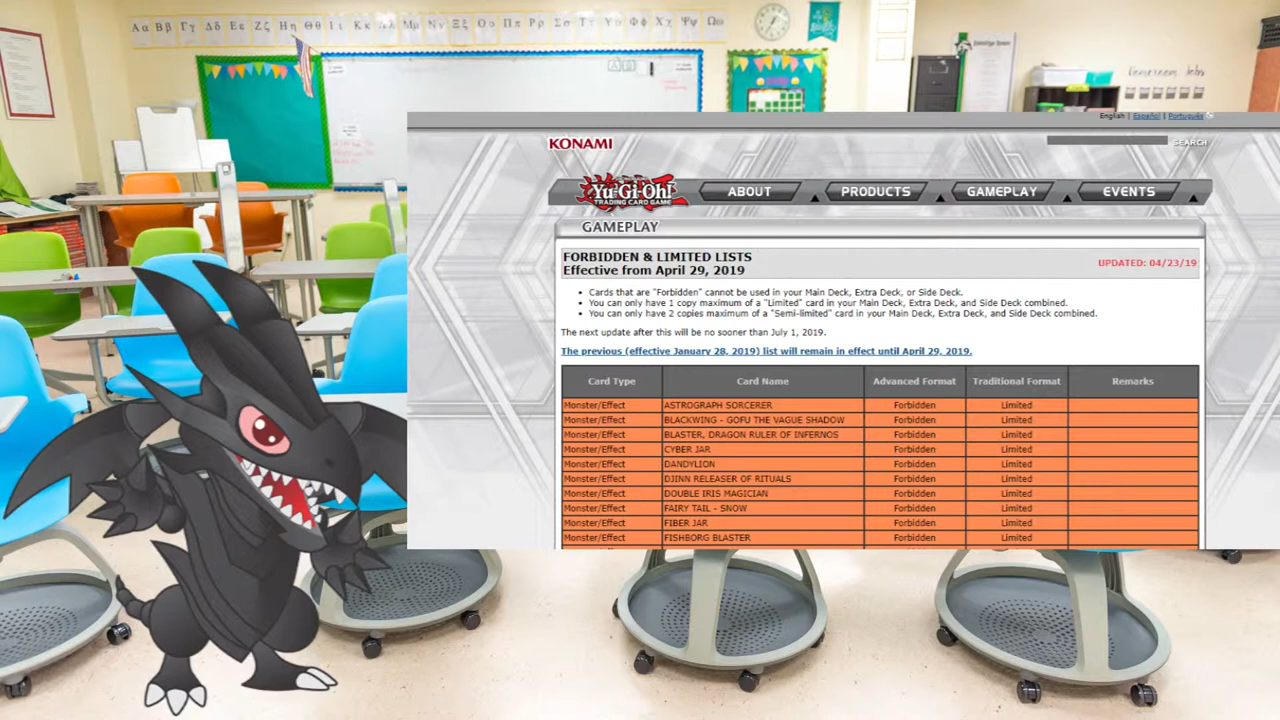 Αα Ββ Γγ Δδ Εε Ζζ Ηη Θθ Ιι Κκ Λλ Μμ Νν Ξξ Οο Ππ Ρρ Σσ Ττ Υυ Φφ Χχ Ψψ Ωω
English | Español | Português
KONAMI
SEARCH
Yu-Gi-Oh!
TRADING CARD GAME
ABOUT
PRODUCTS
GAMEPLAY
EVENTS
GAMEPLAY
FORBIDDEN & LIMITED LISTS
Effective from April 29, 2019
UPDATED: 04/23/19
• Cards that are "Forbidden" cannot be used in your Main Deck, Extra Deck, or Side Deck.
• You can only have 1 copy maximum of a "Limited" card in your Main Deck, Extra Deck, and Side Deck combined.
• You can only have 2 copies maximum of a "Semi-limited" card in your Main Deck, Extra Deck, and Side Deck combined.
The next update after this will be no sooner than July 1, 2019.
The previous (effective January 28, 2019) list will remain in effect until April 29, 2019.
Card Type Card Name Advanced Format Traditional Format Remarks
Monster/Effect ASTROGRAPH SORCERER Forbidden Limited
Monster/Effect BLACKWING - GOFU THE VAGUE SHADOW Forbidden Limited
Monster/Effect BLASTER, DRAGON RULER OF INFERNOS Forbidden Limited
Monster/Effect CYBER JAR Forbidden Limited
Monster/Effect DANDYLION Forbidden Limited
Monster/Effect DJINN RELEASER OF RITUALS Forbidden Limited
Monster/Effect DOUBLE IRIS MAGICIAN Forbidden Limited
Monster/Effect FAIRY TAIL - SNOW Forbidden Limited
Monster/Effect FIBER JAR Forbidden Limited
Monster/Effect FISHBORG BLASTER Forbidden Limited